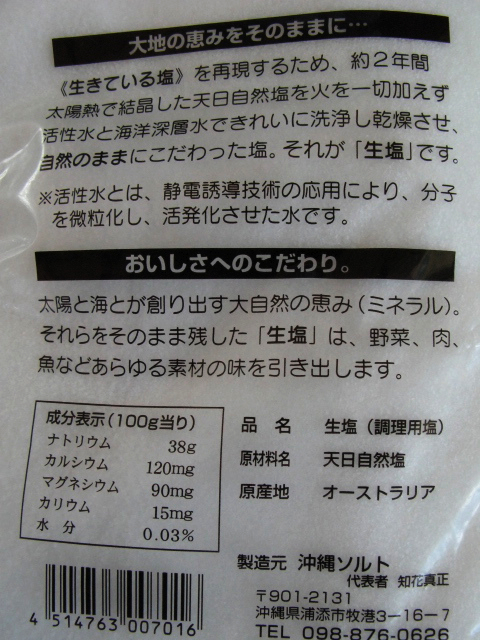 大地の恵みをそのままに…
《生きている塩》を再現するため、約２年間
太陽熱で結晶した天日自然塩を火を一切加えず
活性水と海洋深層水できれいに洗浄し乾燥させ、
自然のままにこだわった塩。それが「生塩」です。
※活性水とは、静電誘導技術の応用により、分子
を微粒化し、活発化させた水です。
おいしさへのこだわり。
太陽と海とが創り出す大自然の恵み（ミネラル）。
それらをそのまま残した「生塩」は、野菜、肉、
魚などあらゆる素材の味を引き出します。
成分表示（100g当り）
ナトリウム 38g
カルシウム 120mg
マグネシウム 90mg
カリウム 15mg
水　分 0.03%
品　名 生塩（調理用塩）
原材料名 天日自然塩
原産地 オーストラリア
製造元 沖縄ソルト
代表者 知花真正
〒901-2131
沖縄県浦添市牧港3－16－7
TEL 098-876-0626
4 514763 007016